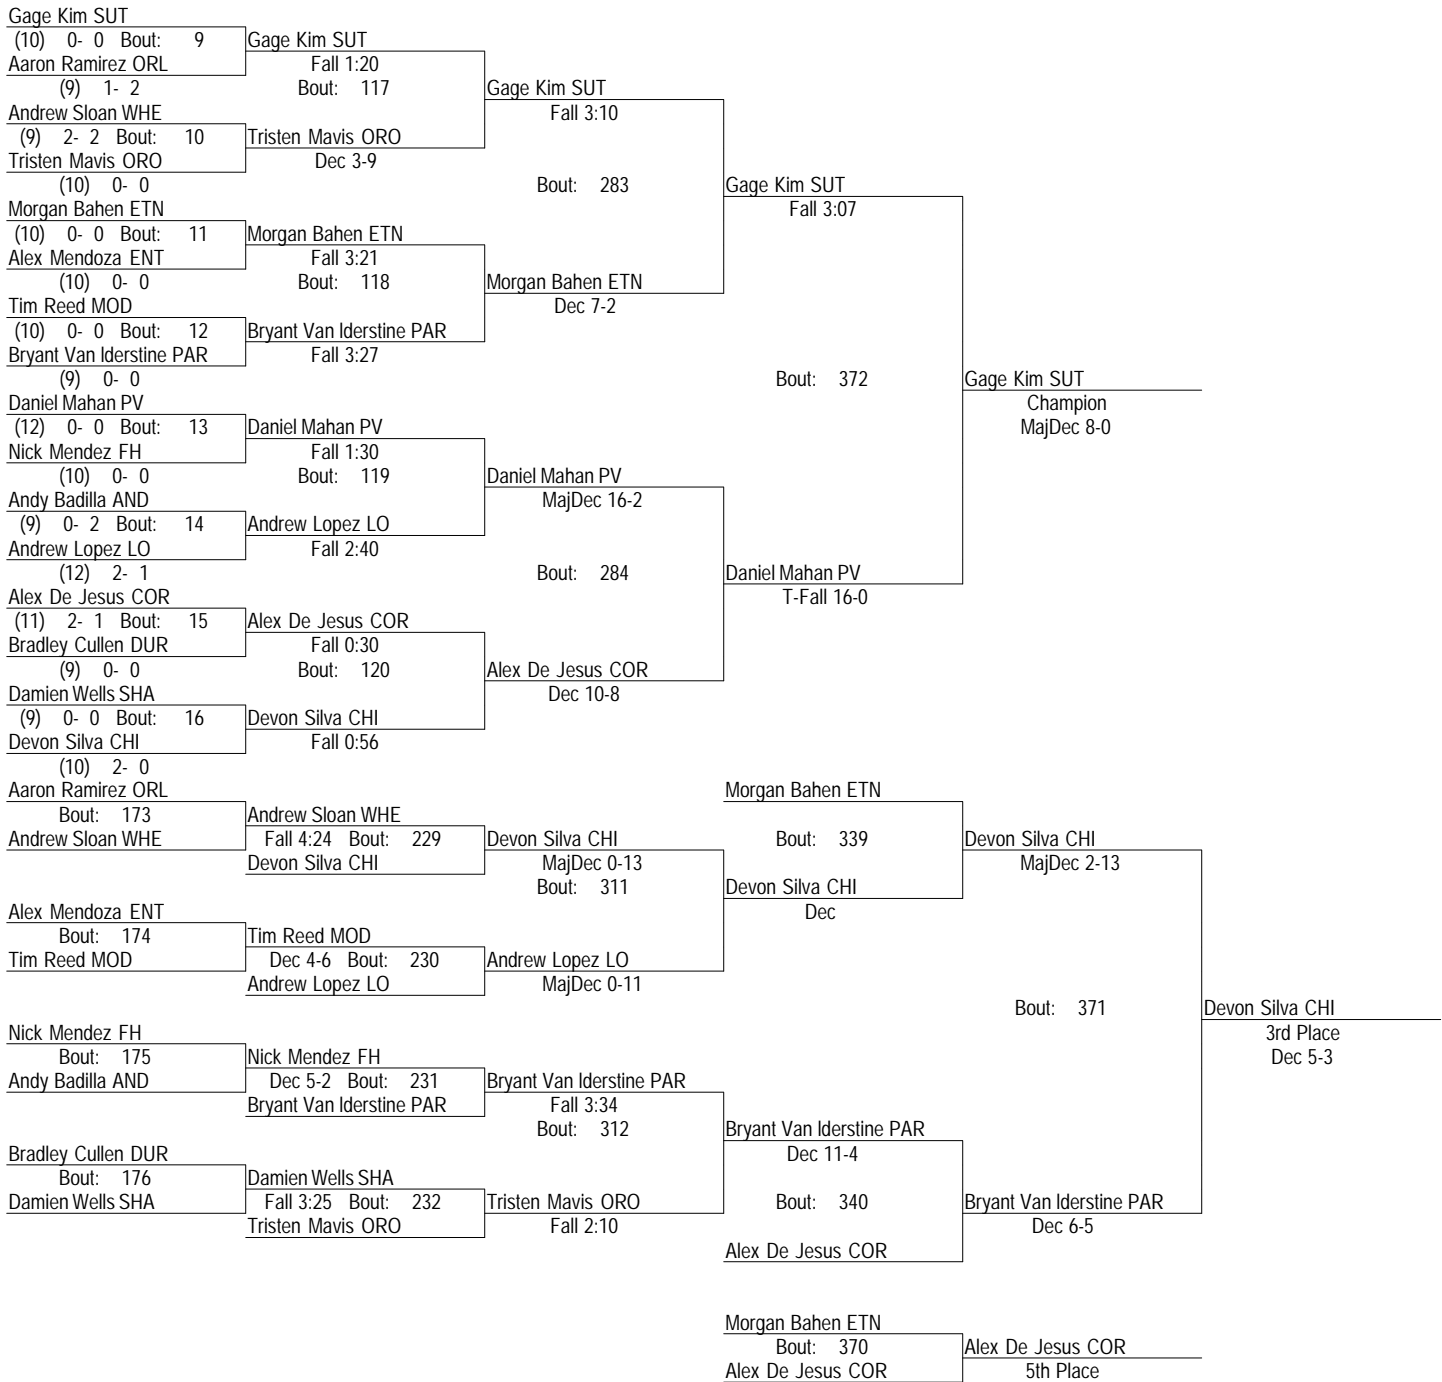 Gage Kim SUT
(10) 0- 0 Bout: 9 Gage Kim SUT
Aaron Ramirez ORL Fall 1:20
(9) 1- 2 Bout: 117 Gage Kim SUT
Andrew Sloan WHE Fall 3:10
(9) 2- 2 Bout: 10 Tristen Mavis ORO
Tristen Mavis ORO Dec 3-9
(10) 0- 0 Bout: 283 Gage Kim SUT
Morgan Bahen ETN Fall 3:07
(10) 0- 0 Bout: 11 Morgan Bahen ETN
Alex Mendoza ENT Fall 3:21
(10) 0- 0 Bout: 118 Morgan Bahen ETN
Tim Reed MOD Dec 7-2
(10) 0- 0 Bout: 12 Bryant Van Iderstine PAR
Bryant Van Iderstine PAR Fall 3:27
(9) 0- 0 Bout: 372 Gage Kim SUT
Daniel Mahan PV Champion
(12) 0- 0 Bout: 13 Daniel Mahan PV MajDec 8-0
Nick Mendez FH Fall 1:30
(10) 0- 0 Bout: 119 Daniel Mahan PV
Andy Badilla AND MajDec 16-2
(9) 0- 2 Bout: 14 Andrew Lopez LO
Andrew Lopez LO Fall 2:40
(12) 2- 1 Bout: 284 Daniel Mahan PV
Alex De Jesus COR T-Fall 16-0
(11) 2- 1 Bout: 15 Alex De Jesus COR
Bradley Cullen DUR Fall 0:30
(9) 0- 0 Bout: 120 Alex De Jesus COR
Damien Wells SHA Dec 10-8
(9) 0- 0 Bout: 16 Devon Silva CHI
Devon Silva CHI Fall 0:56
(10) 2- 0
Aaron Ramirez ORL Morgan Bahen ETN
Bout: 173 Andrew Sloan WHE
Andrew Sloan WHE Fall 4:24 Bout: 229 Devon Silva CHI Bout: 339 Devon Silva CHI
Devon Silva CHI MajDec 0-13 MajDec 2-13
Bout: 311 Devon Silva CHI
Alex Mendoza ENT Dec
Bout: 174 Tim Reed MOD
Tim Reed MOD Dec 4-6 Bout: 230 Andrew Lopez LO
Andrew Lopez LO MajDec 0-11
Bout: 371 Devon Silva CHI
Nick Mendez FH 3rd Place
Bout: 175 Nick Mendez FH Dec 5-3
Andy Badilla AND Dec 5-2 Bout: 231 Bryant Van Iderstine PAR
Bryant Van Iderstine PAR Fall 3:34
Bout: 312 Bryant Van Iderstine PAR
Bradley Cullen DUR Dec 11-4
Bout: 176 Damien Wells SHA
Damien Wells SHA Fall 3:25 Bout: 232 Tristen Mavis ORO Bout: 340 Bryant Van Iderstine PAR
Tristen Mavis ORO Fall 2:10 Dec 6-5
Alex De Jesus COR
Morgan Bahen ETN
Bout: 370 Alex De Jesus COR
Alex De Jesus COR 5th Place